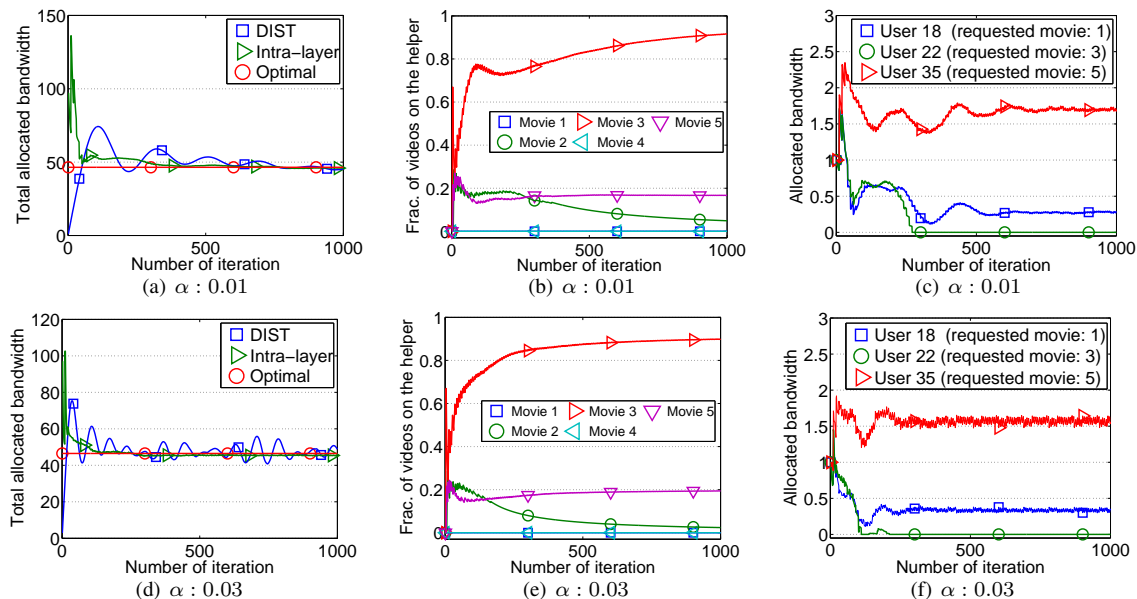 150
100
50
0
0
500
1000
Total allocated bandwidth
Number of iteration
DIST
Intra−layer
Optimal
(a) α : 0.01
1
0.8
0.6
0.4
0.2
0
0
500
1000
Frac. of videos on the helper
Number of iteration
Movie 1
Movie 3
Movie 5
Movie 2
Movie 4
(b) α : 0.01
3
2.5
2
1.5
1
0.5
0
0
500
1000
Allocated bandwidth
Number of iteration
User 18 (requested movie: 1)
User 22 (requested movie: 3)
User 35 (requested movie: 5)
(c) α : 0.01
120
100
80
60
40
20
0
0
500
1000
Total allocated bandwidth
Number of iteration
DIST
Intra−layer
Optimal
(d) α : 0.03
1
0.8
0.6
0.4
0.2
0
0
500
1000
Frac. of videos on the helper
Number of iteration
Movie 1
Movie 3
Movie 5
Movie 2
Movie 4
(e) α : 0.03
3
2.5
2
1.5
1
0.5
0
0
500
1000
Allocated bandwidth
Number of iteration
User 18 (requested movie: 1)
User 22 (requested movie: 3)
User 35 (requested movie: 5)
(f) α : 0.03